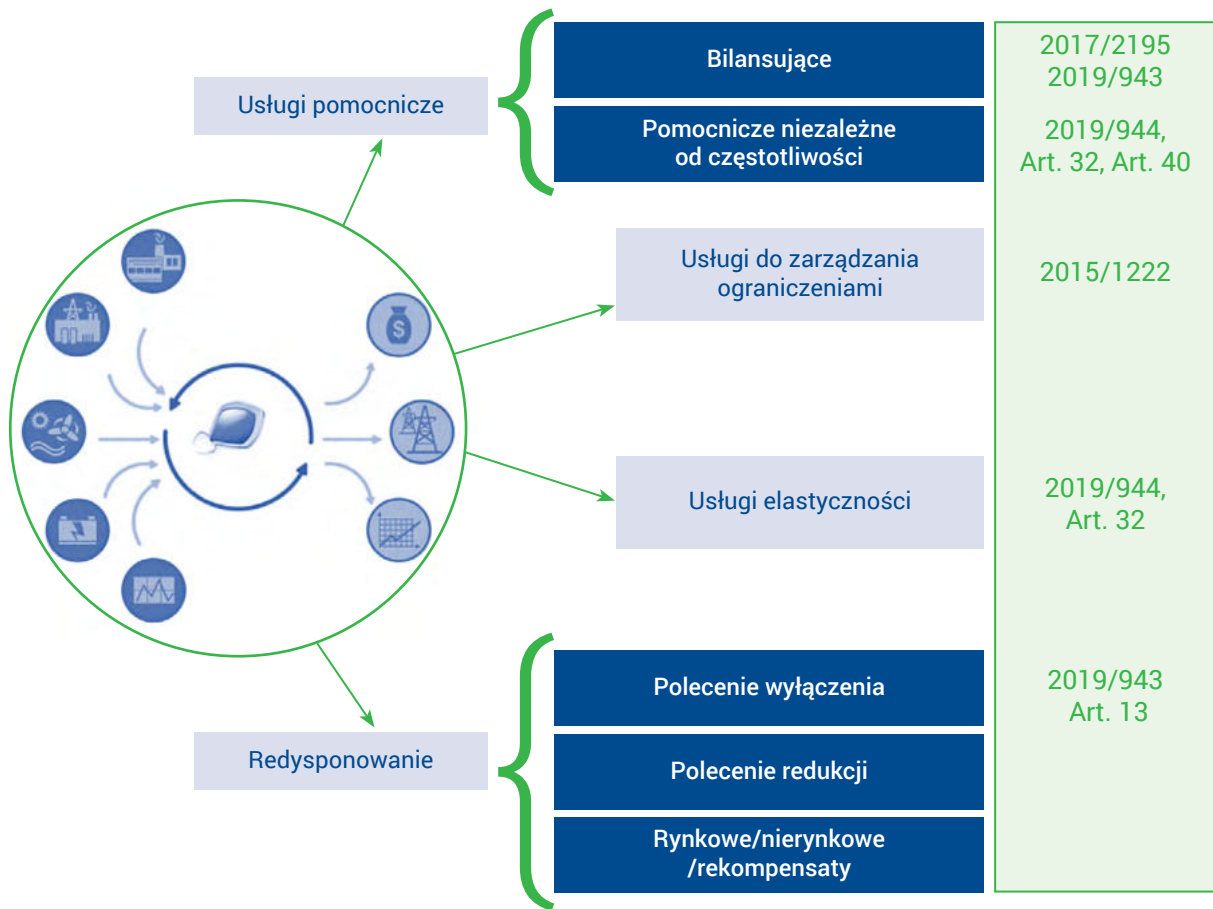 Usługi pomocnicze
Bilansujące
2017/2195
2019/943
Pomocnicze niezależne
od częstotliwości
2019/944,
Art. 32, Art. 40
Usługi do zarządzania
ograniczeniami
2015/1222
$
Usługi elastyczności
2019/944,
Art. 32
Redysponowanie
Polecenie wyłączenia
2019/943
Art. 13
Polecenie redukcji
Rynkowe/nierynkowe
/rekompensaty